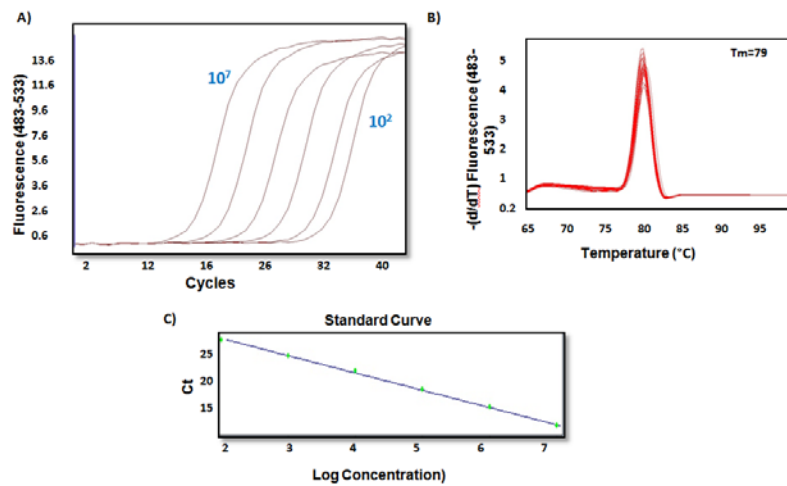 A)
Fluorescence (483-533)
13.6
11.6
9.6
7.6
3.6
2.6
0.6
10⁷
10²
2 12 16 26 32 40
Cycles
B)
-(d/dT) Fluorescence (483-
533)
5
4
3
2
1
0.2
Tm=79
65 70 75 80 85 90 95
Temperature (°C)
C)
Standard Curve
Ct
25
20
15
2 3 4 5 6 7
Log Concentration)